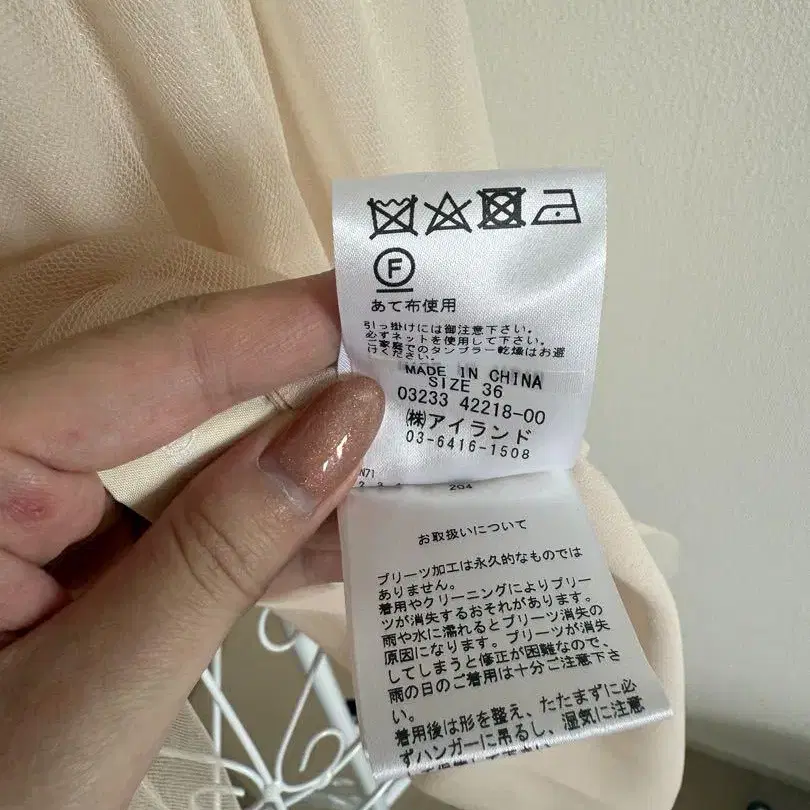 F
あて布使用
引っ掛けには御注意下さい。
必ずネットを使用して下さい。
ご家庭でのタンブラー乾燥はお避
けください。
MADE IN CHINA
SIZE 36
03233 42218-00
㈱アイランド
03-6416-1508
N71
2 3 4 204
お取扱いについて
プリーツ加工は永久的なものでは
ありません。
着用やクリーニングによりプリー
ツが消失するおそれがあります。
雨や水に濡れるとプリーツ消失の
原因になります。プリーツが消失
してしまうと修正が困難なので、
雨の日のご着用は十分ご注意下さ
い。
着用後は形を整え、たたまずに必
ずハンガーに吊るし、湿気に注意